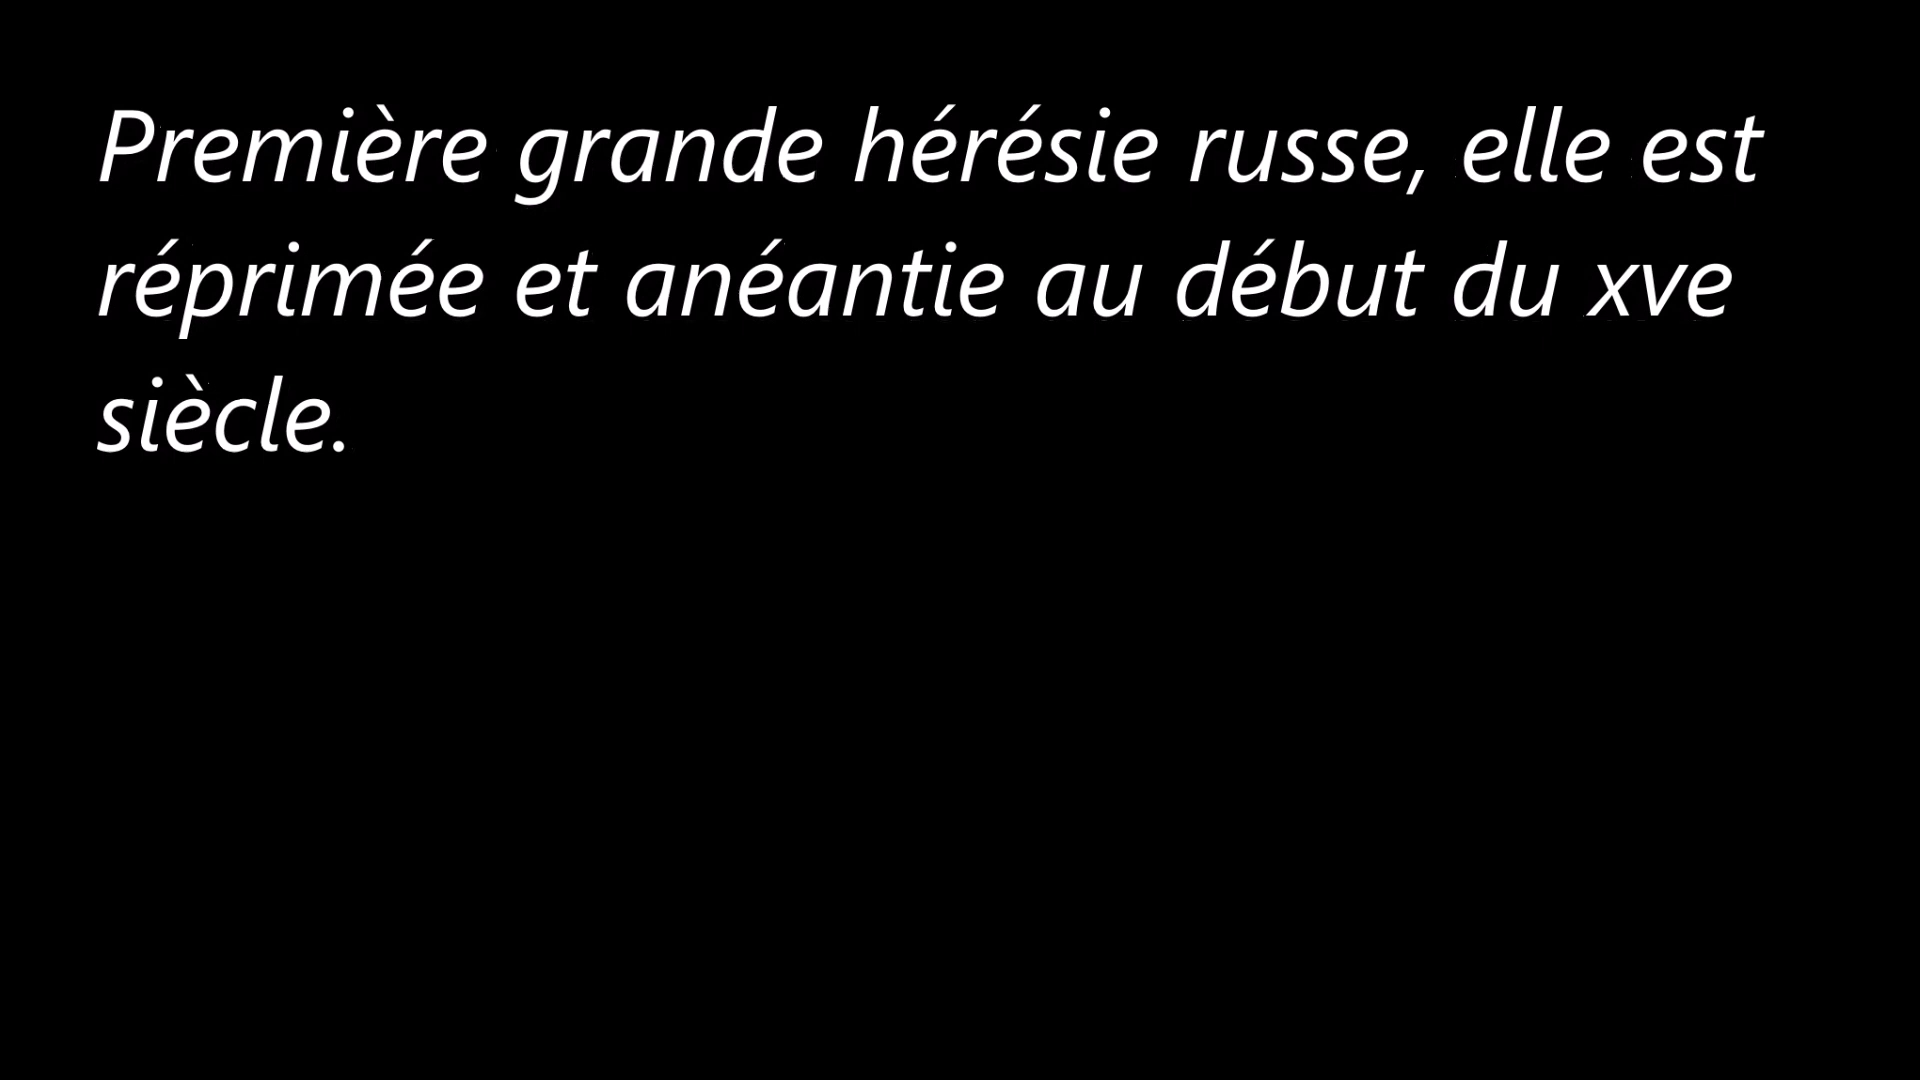 Première grande hérésie russe, elle est
réprimée et anéantie au début du xve
siècle.